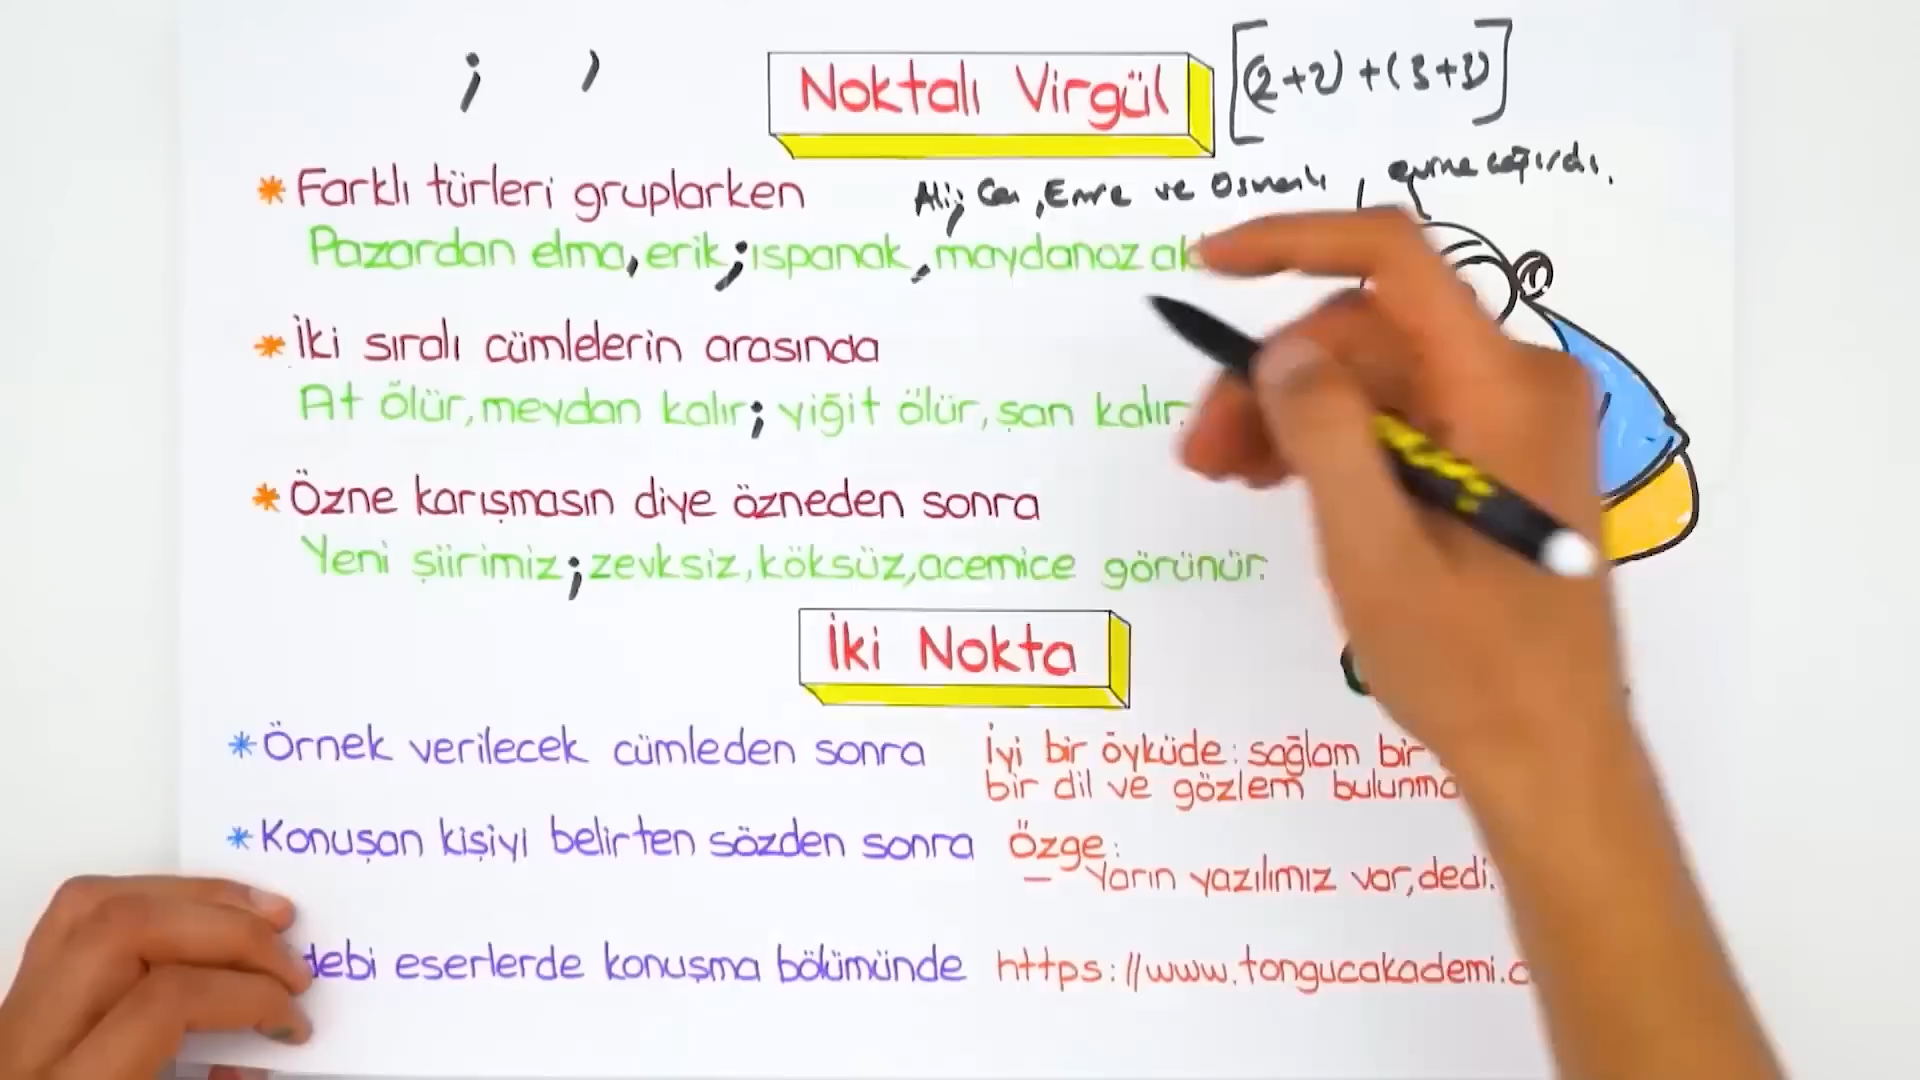 ; ,
Noktalı Virgül [(2+2)+(3+3)]
* Farklı türleri gruplarken
Ali; Can, Emre ve Osman'ı , evine çağırdı.
Pazardan elma, erik; ıspanak, maydanoz
* İki sıralı cümlelerin arasında
At ölür, meydan kalır; yiğit ölür, şan kalır.
* Özne karışmasın diye özneden sonra
Yeni şiirimiz; zevksiz, köksüz, acemice görünür.
İki Nokta
* Örnek verilecek cümleden sonra
İyi bir öyküde: sağlam bir
bir dil ve gözlem
* Konuşan kişiyi belirten sözden sonra
Özge:
– Yarın yazılımız var, dedi.
debi eserlerde konuşma bölümünde
https://www.tongucakademi.c